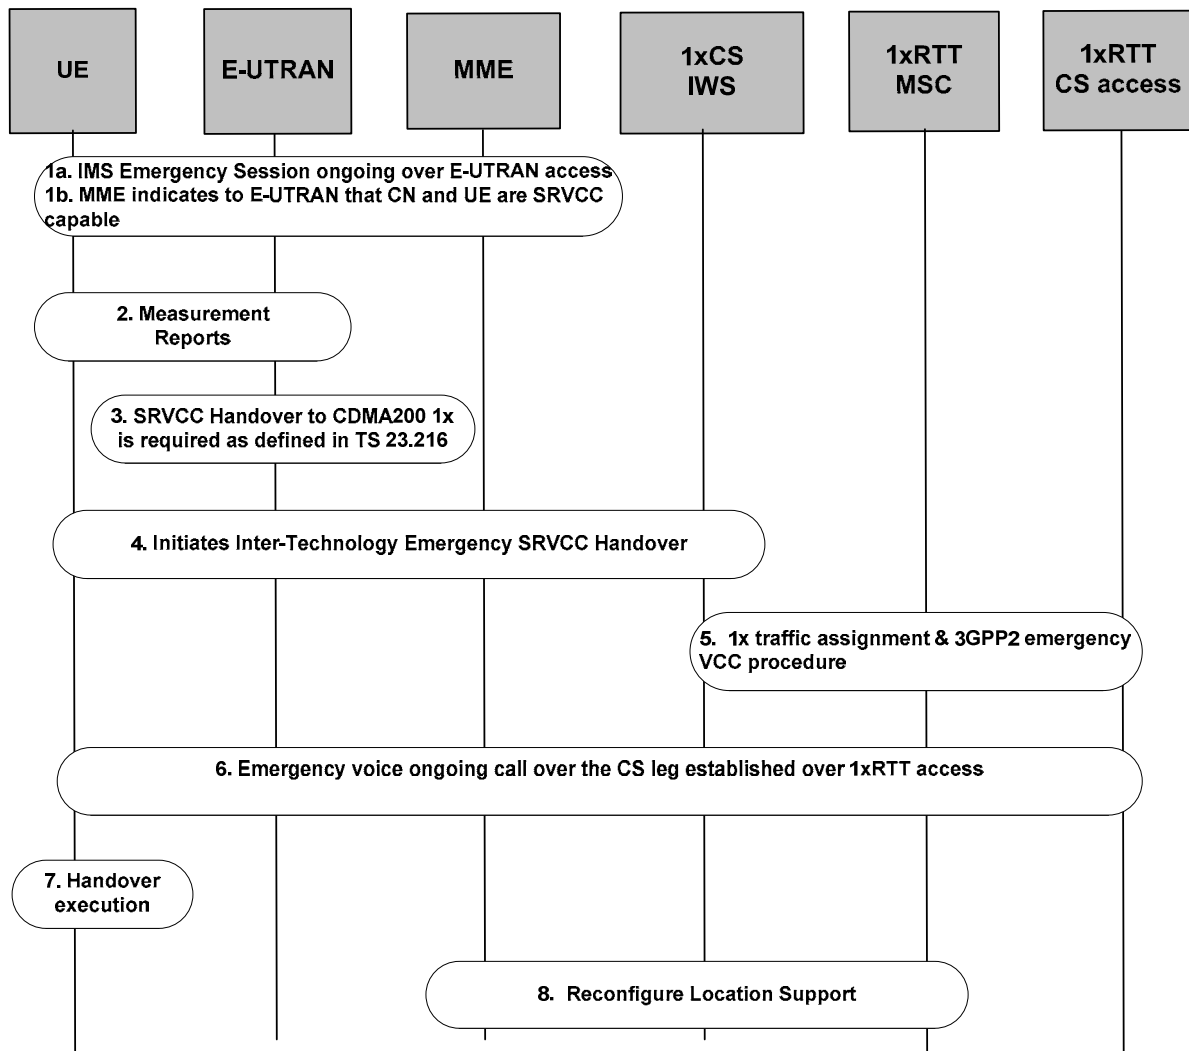 UE
E-UTRAN
MME
1xCS
IWS
1xRTT
MSC
1xRTT
CS access
1a. IMS Emergency Session ongoing over E-UTRAN access
1b. MME indicates to E-UTRAN that CN and UE are SRVCC
capable
2. Measurement
Reports
3. SRVCC Handover to CDMA200 1x
is required as defined in TS 23.216
4. Initiates Inter-Technology Emergency SRVCC Handover
5. 1x traffic assignment & 3GPP2 emergency
VCC procedure
6. Emergency voice ongoing call over the CS leg established over 1xRTT access
7. Handover
execution
8. Reconfigure Location Support